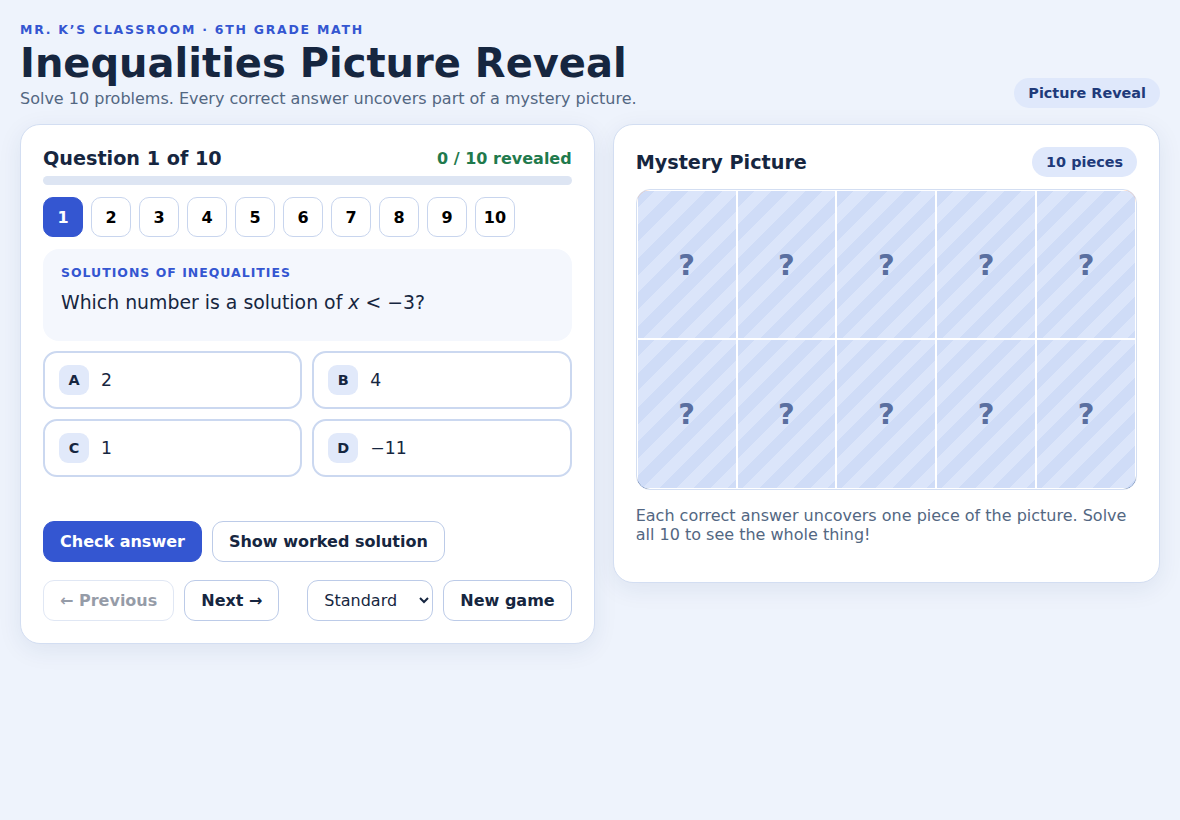 MR. K’S CLASSROOM · 6TH GRADE MATH
Inequalities Picture Reveal
Solve 10 problems. Every correct answer uncovers part of a mystery picture.
Picture Reveal
Question 1 of 10
0 / 10 revealed
1 2 3 4 5 6 7 8 9 10
SOLUTIONS OF INEQUALITIES
Which number is a solution of x < −3?
A 2
B 4
C 1
D −11
Check answer
Show worked solution
← Previous
Next →
Standard
New game
Mystery Picture
10 pieces
? ? ? ? ?
? ? ? ? ?
Each correct answer uncovers one piece of the picture. Solve
all 10 to see the whole thing!